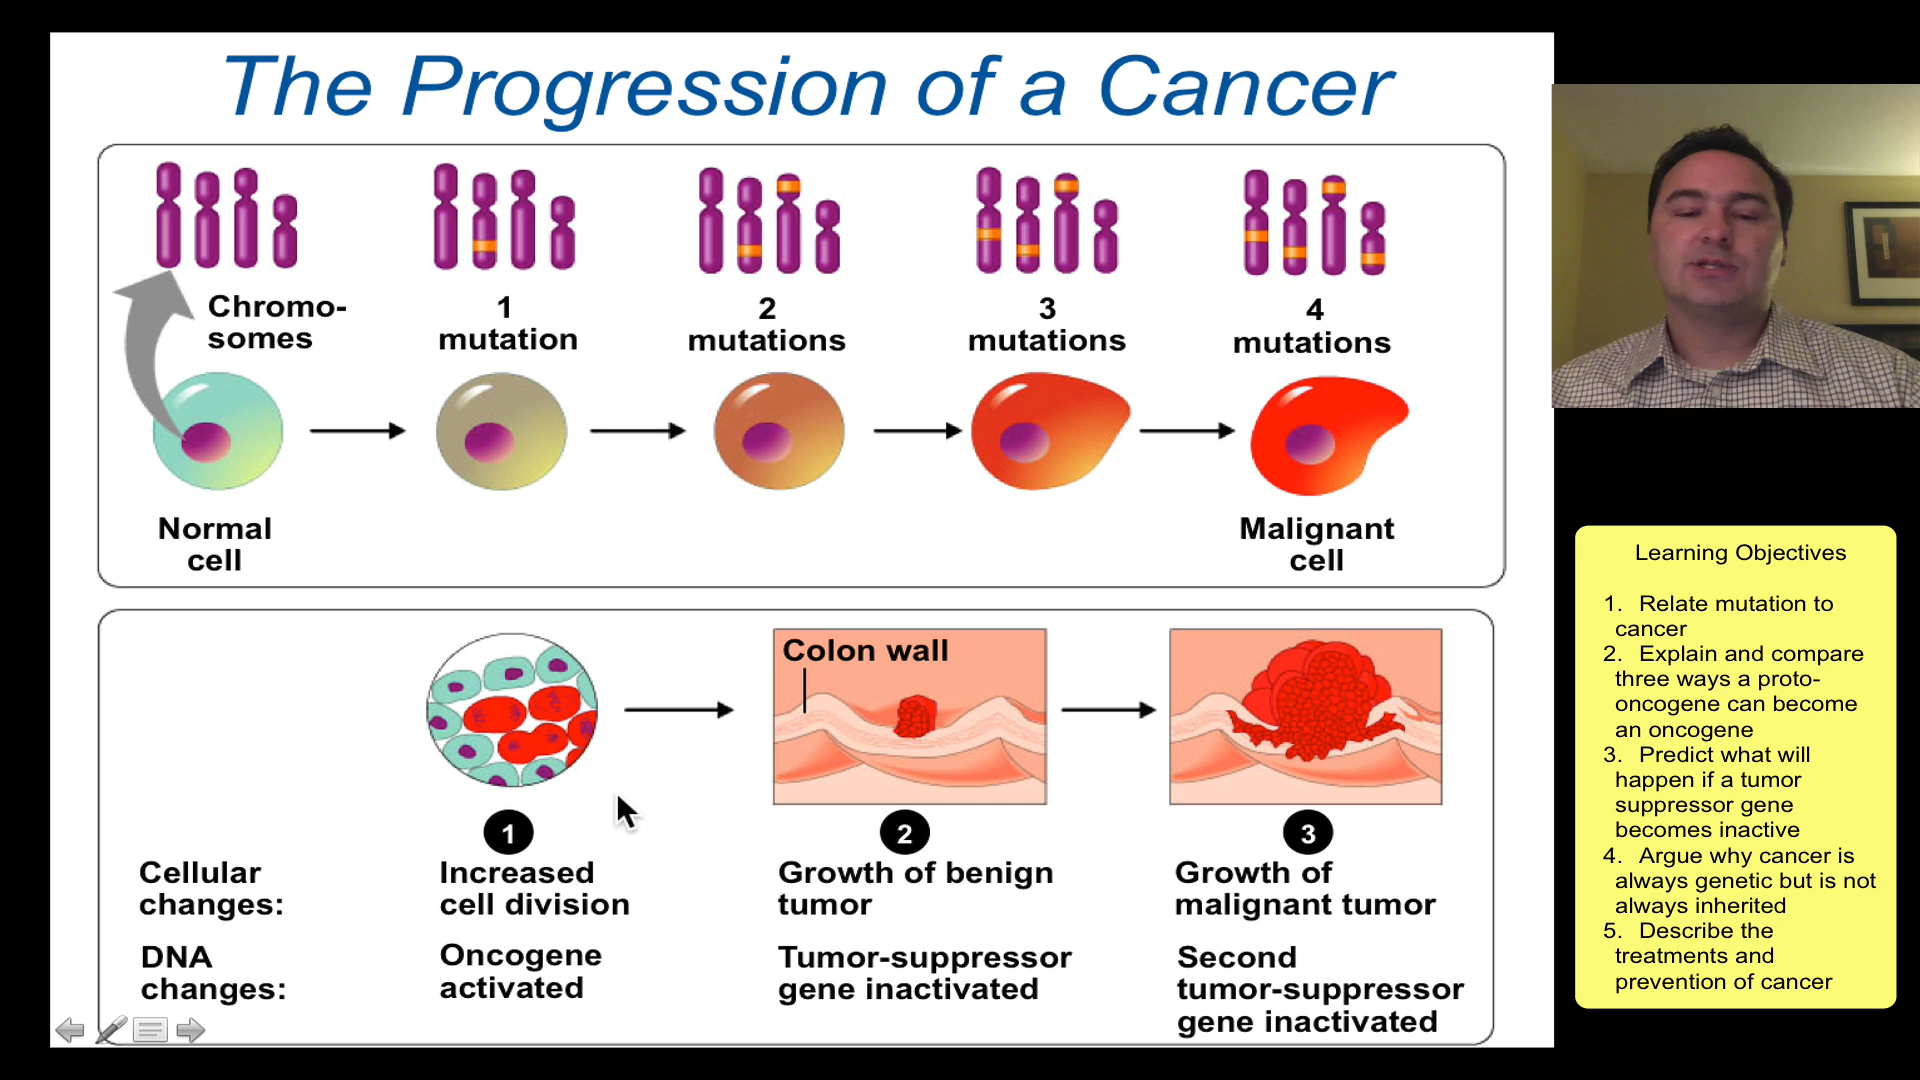 The Progression of a Cancer
Chromo-
somes
1
mutation
2
mutations
3
mutations
4
mutations
Normal
cell
Malignant
cell
Colon wall
1
2
3
Cellular
changes:
Increased
cell division
Growth of benign
tumor
Growth of
malignant tumor
DNA
changes:
Oncogene
activated
Tumor-suppressor
gene inactivated
Second
tumor-suppressor
gene inactivated
Learning Objectives
1. Relate mutation to
cancer
2. Explain and compare
three ways a proto-
oncogene can become
an oncogene
3. Predict what will
happen if a tumor
suppressor gene
becomes inactive
4. Argue why cancer is
always genetic but is not
always inherited
5. Describe the
treatments and
prevention of cancer